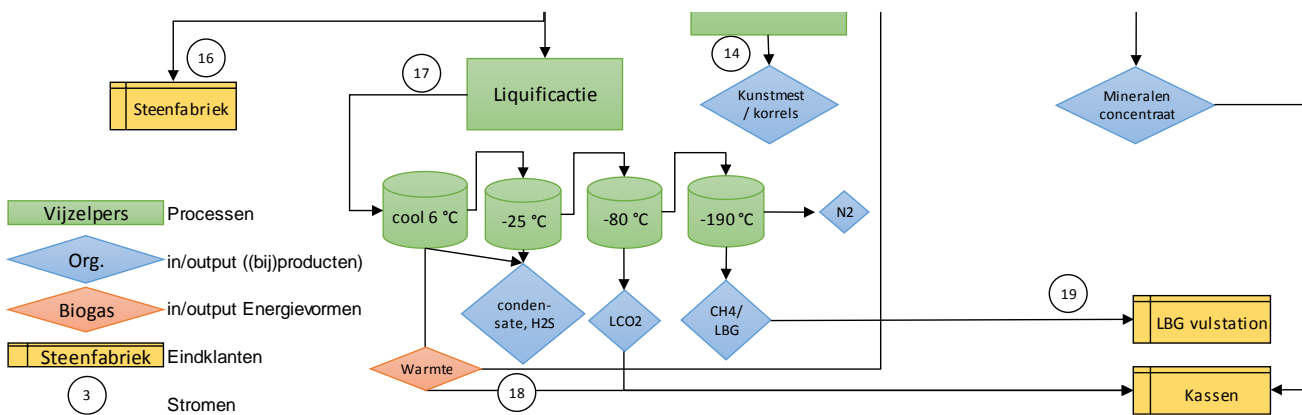 16
17
14
Steenfabriek
Liquificactie
Kunstmest
/ korrels
Mineralen
concentraat
cool 6 °C
-25 °C
-80 °C
-190 °C
N2
Vijzelpers
Processen
Org.
in/output ((bij)producten)
Biogas
in/output Energievormen
Steenfabriek
Eindklanten
3
Stromen
conden-
sate, H2S
LCO2
CH4/
LBG
19
LBG vulstation
Warmte
18
Kassen